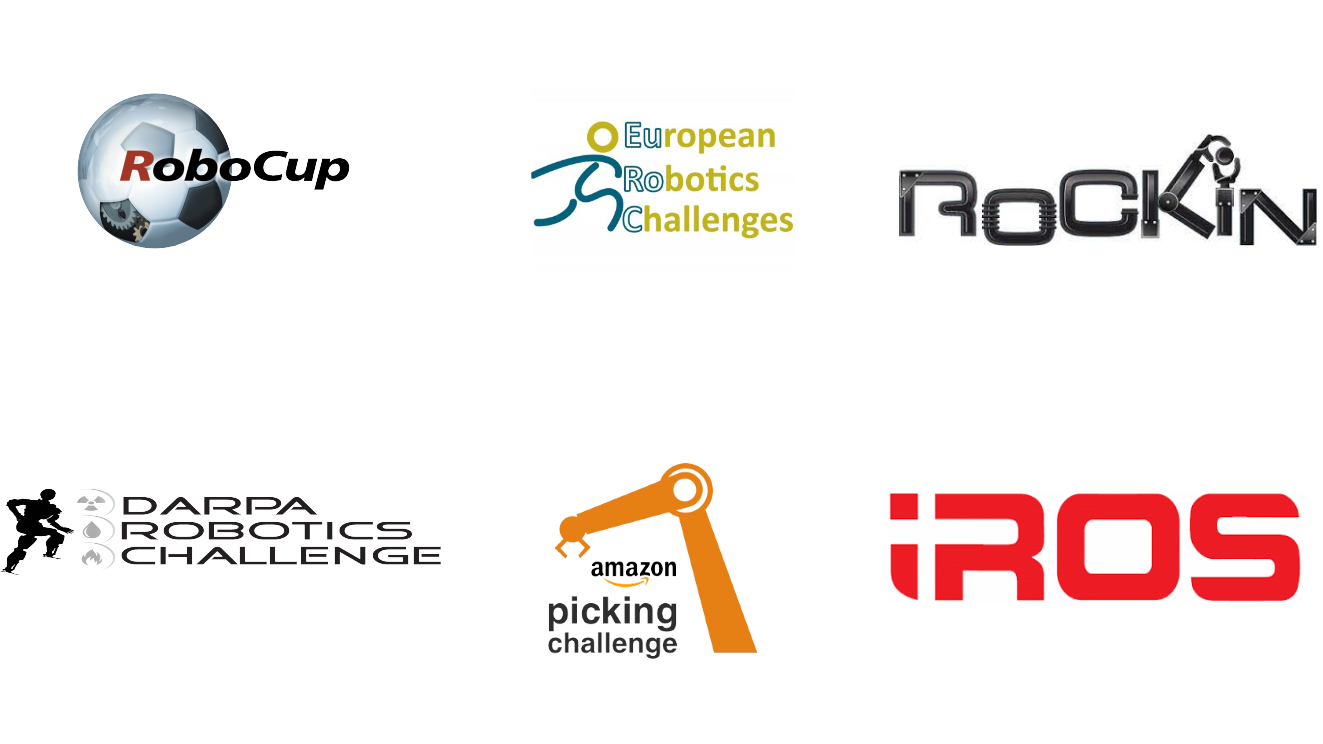 RoboCup
European
Robotics
Challenges
RoCKIn
DARPA
ROBOTICS
CHALLENGE
amazon
picking
challenge
iROS